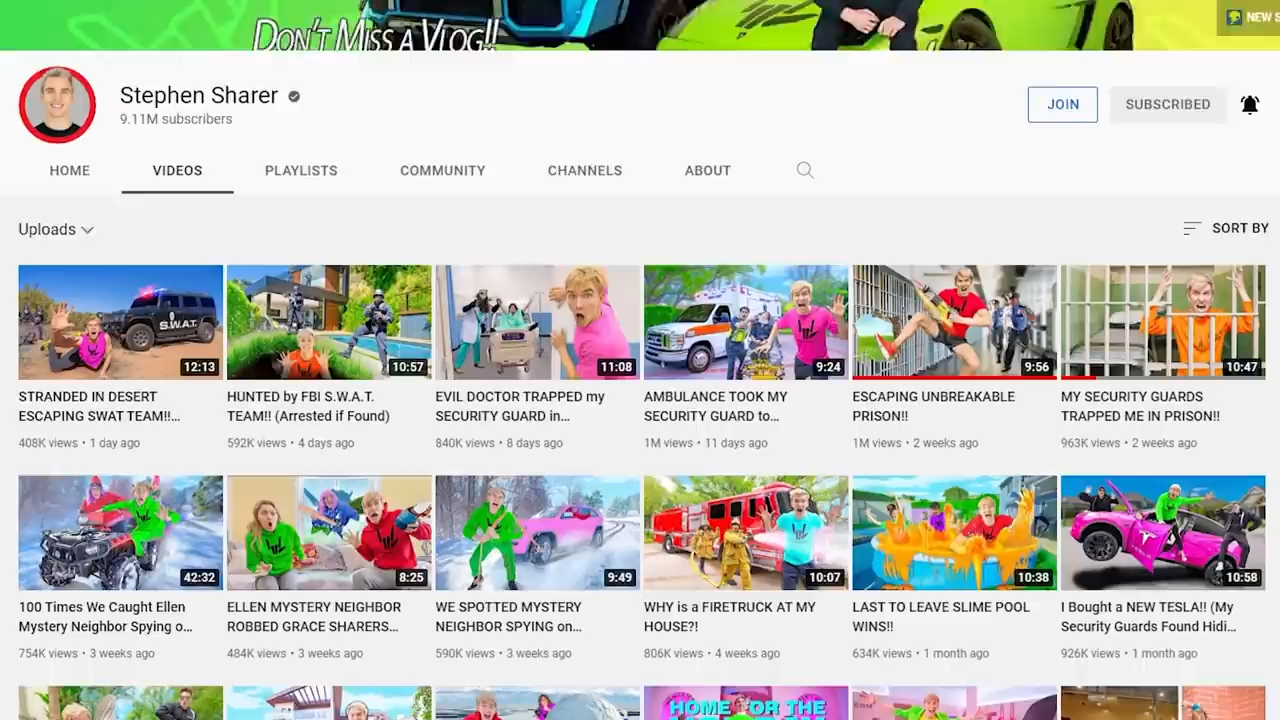 DON'T MISS A VLOG!!
NEW S
Stephen Sharer
9.11M subscribers
JOIN
SUBSCRIBED
HOME
VIDEOS
PLAYLISTS
COMMUNITY
CHANNELS
ABOUT
Uploads
SORT BY
S.W.A.T.
12:13
10:57
11:08
9:24
9:56
10:47
STRANDED IN DESERT
ESCAPING SWAT TEAM!!...
408K views • 1 day ago
HUNTED by FBI S.W.A.T.
TEAM!! (Arrested if Found)
592K views • 4 days ago
EVIL DOCTOR TRAPPED my
SECURITY GUARD in...
840K views • 8 days ago
AMBULANCE TOOK MY
SECURITY GUARD to...
1M views • 11 days ago
ESCAPING UNBREAKABLE
PRISON!!
1M views • 2 weeks ago
MY SECURITY GUARDS
TRAPPED ME IN PRISON!!
963K views • 2 weeks ago
42:32
8:25
9:49
10:07
10:38
10:58
100 Times We Caught Ellen
Mystery Neighbor Spying o...
754K views • 3 weeks ago
ELLEN MYSTERY NEIGHBOR
ROBBED GRACE SHARERS...
484K views • 3 weeks ago
WE SPOTTED MYSTERY
NEIGHBOR SPYING on...
590K views • 3 weeks ago
WHY is a FIRETRUCK AT MY
HOUSE?!
806K views • 4 weeks ago
LAST TO LEAVE SLIME POOL
WINS!!
634K views • 1 month ago
I Bought a NEW TESLA!! (My
Security Guards Found Hidi...
926K views • 1 month ago
HOME FOR THE